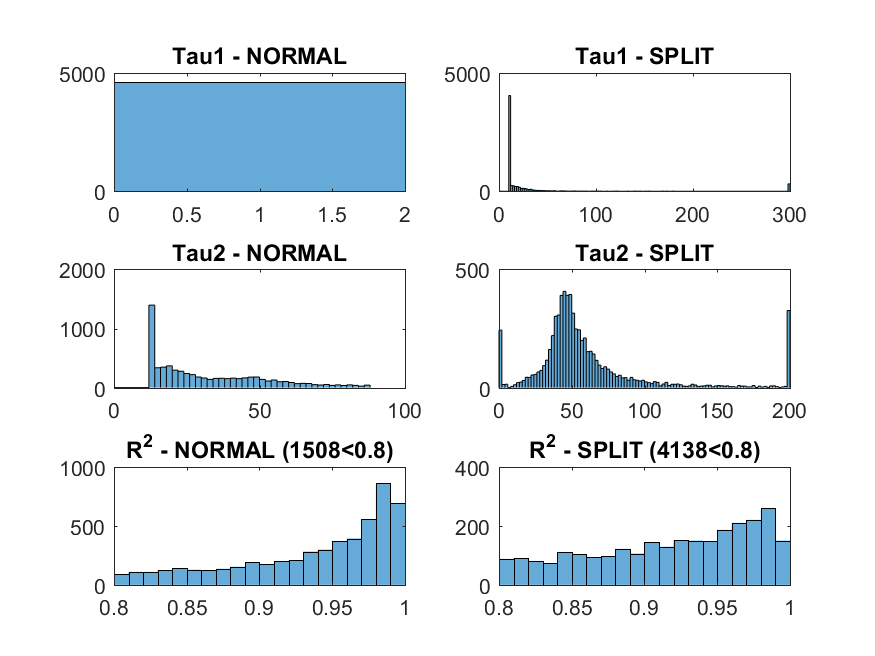 Tau1 - NORMAL
5000
0
0 0.5 1 1.5 2
Tau1 - SPLIT
5000
0
0 100 200 300
Tau2 - NORMAL
2000
1000
0
0 50 100
Tau2 - SPLIT
500
0
0 50 100 150 200
R² - NORMAL (1508<0.8)
1000
500
0
0.8 0.85 0.9 0.95 1
R² - SPLIT (4138<0.8)
400
200
0
0.8 0.85 0.9 0.95 1